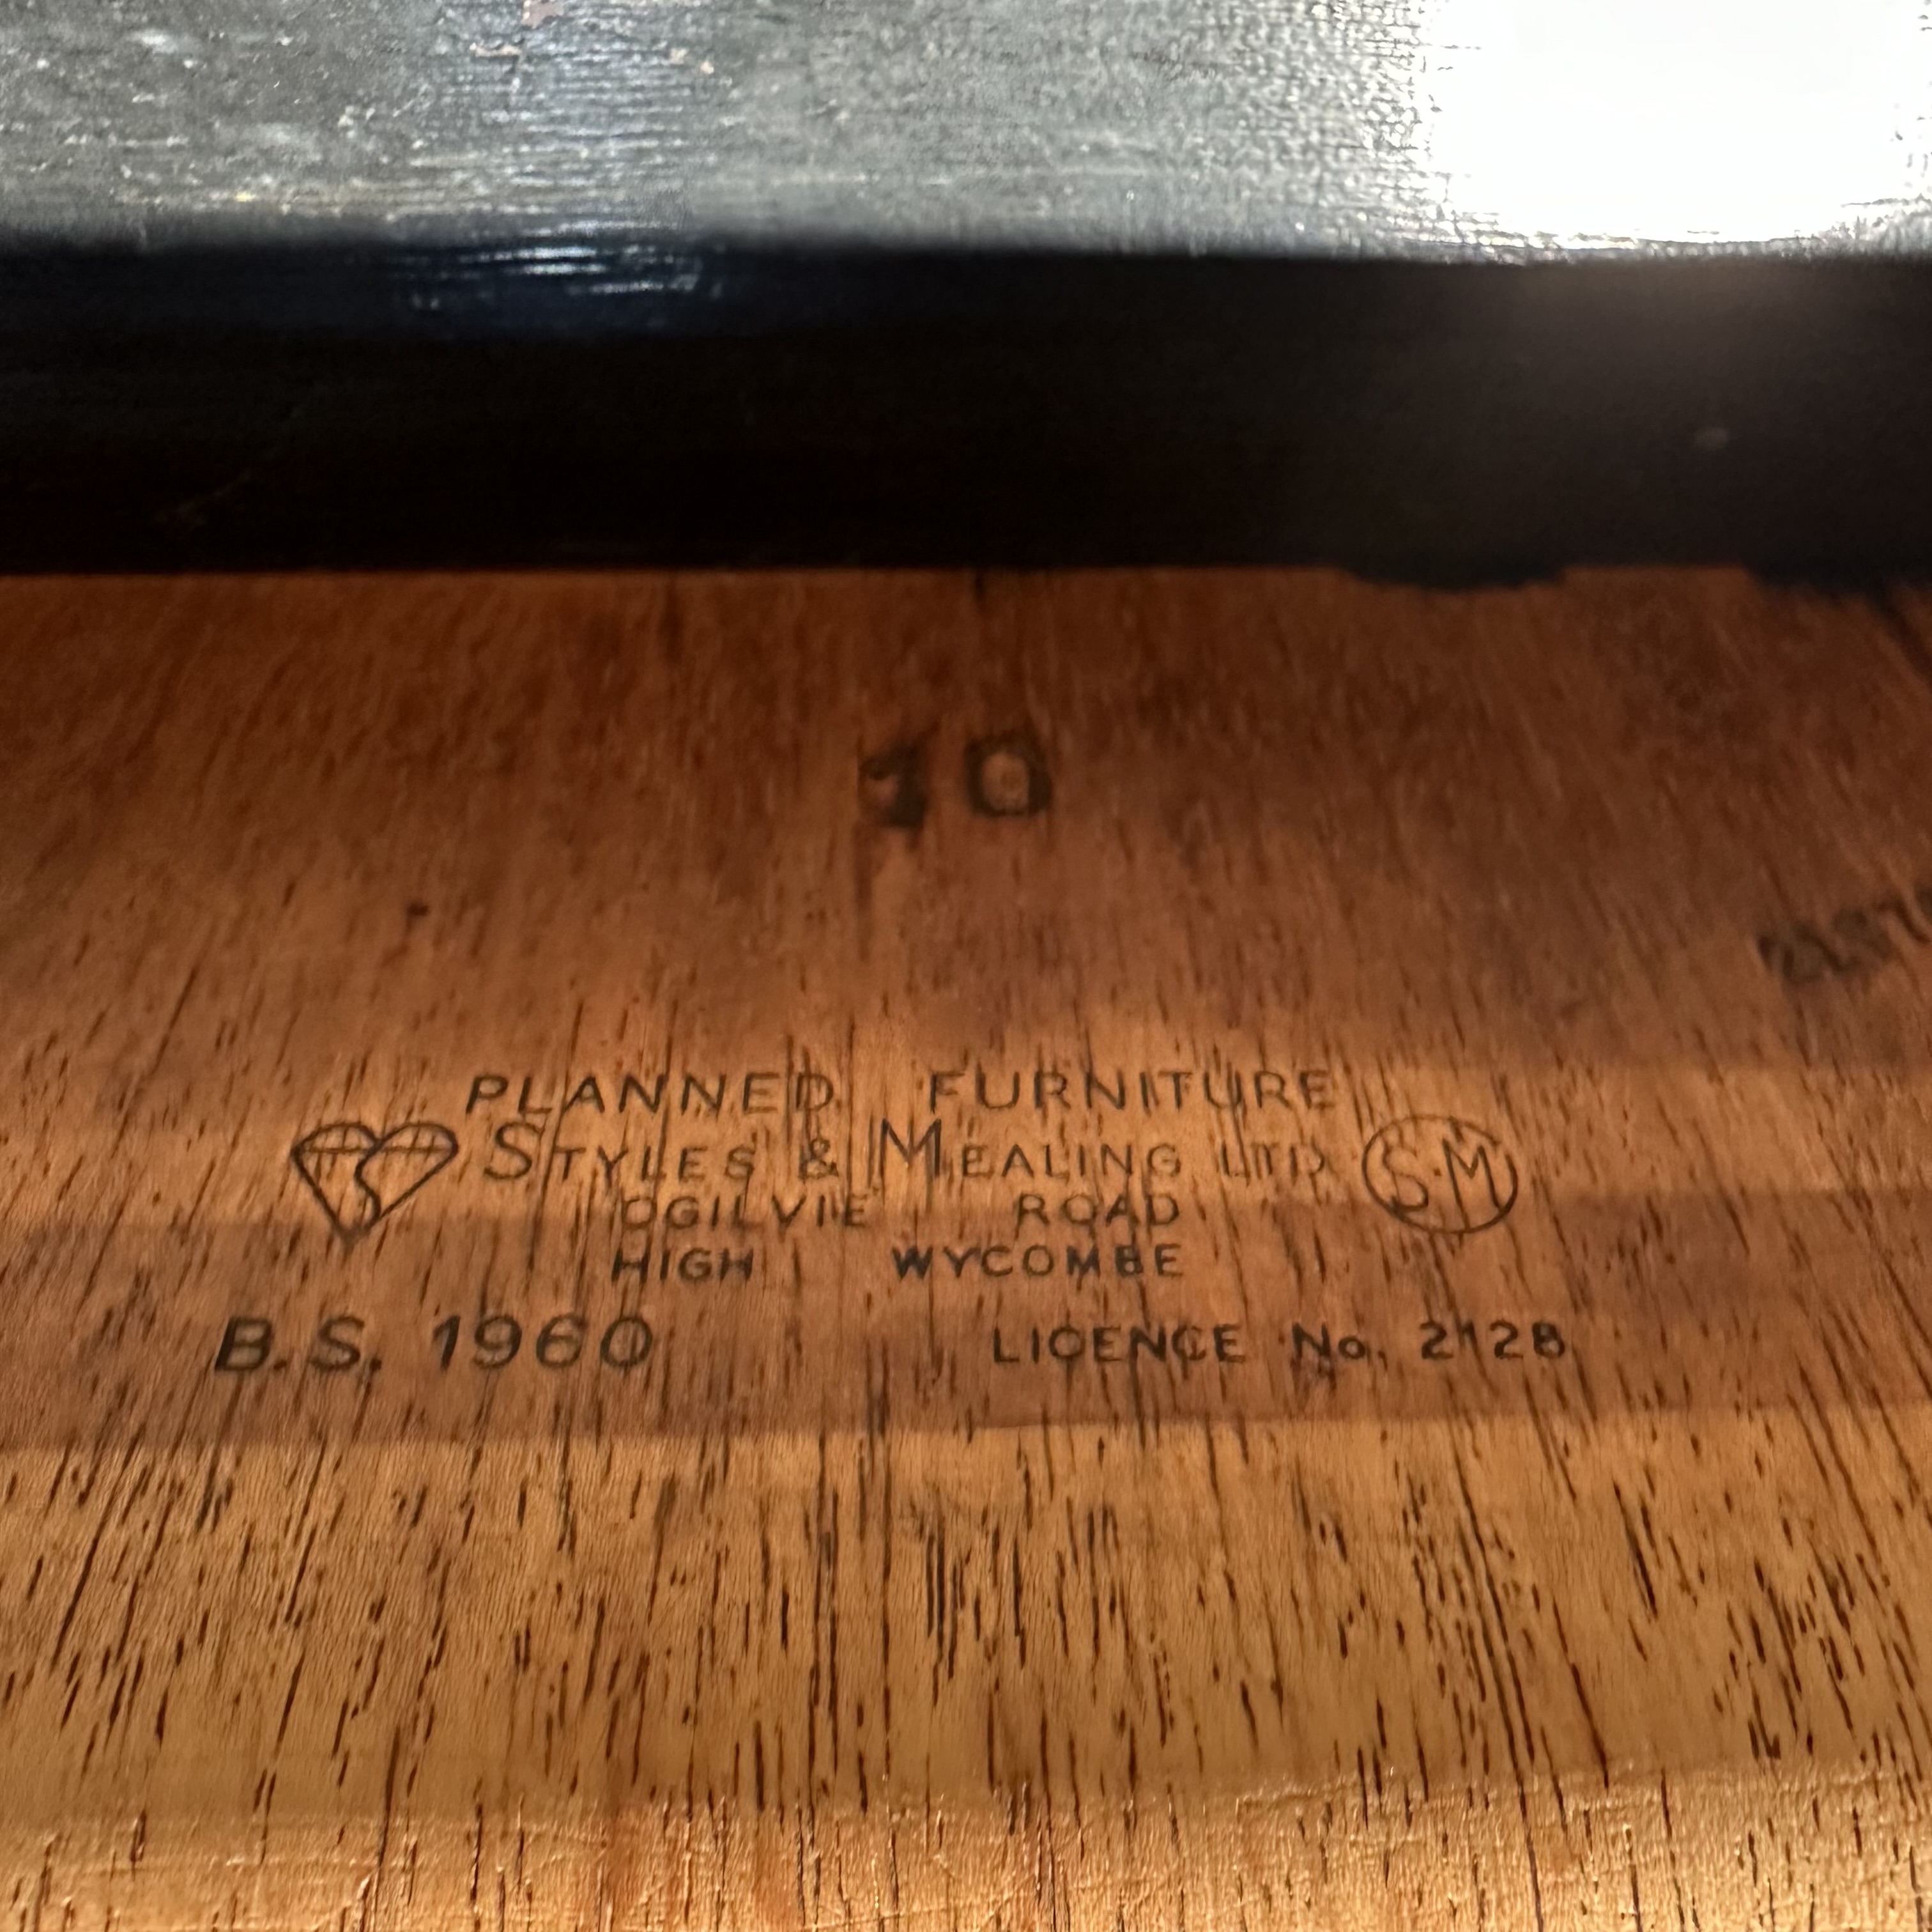 10
PLANNED FURNITURE
STYLES & MEALING LTD S.M
OGILVIE ROAD
HIGH WYCOMBE
B.S. 1960 LICENCE No. 2128